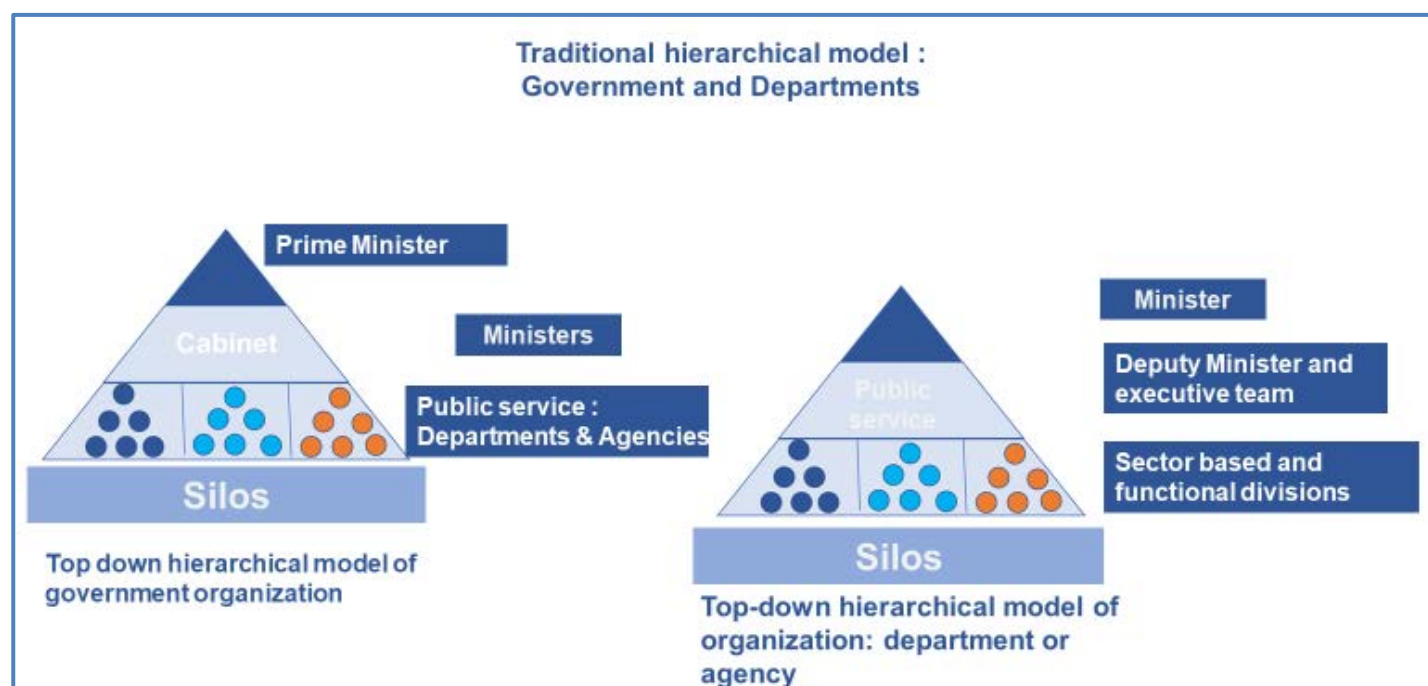 Traditional hierarchical model :
Government and Departments
Prime Minister
Cabinet
Ministers
Public service :
Departments & Agencies
Silos
Top down hierarchical model of
government organization
Minister
Public
service
Deputy Minister and
executive team
Sector based and
functional divisions
Silos
Top-down hierarchical model of
organization: department or
agency